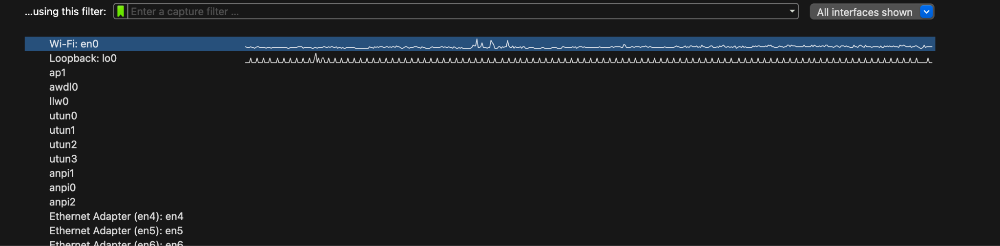 ...using this filter: Enter a capture filter ... All interfaces shown
Wi-Fi: en0
Loopback: lo0
ap1
awdl0
llw0
utun0
utun1
utun2
utun3
anpi1
anpi0
anpi2
Ethernet Adapter (en4): en4
Ethernet Adapter (en5): en5
Ethernet Adapter (en6): en6